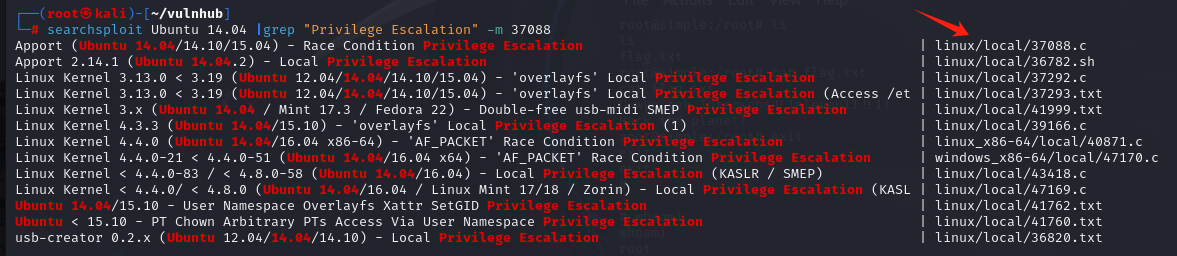 (root㉿kali)-[~/vulnhub]
# searchsploit Ubuntu 14.04 |grep "Privilege Escalation" -m 37088
Apport (Ubuntu 14.04/14.10/15.04) - Race Condition Privilege Escalation | linux/local/37088.c
Apport 2.14.1 (Ubuntu 14.04.2) - Local Privilege Escalation | linux/local/36782.sh
Linux Kernel 3.13.0 < 3.19 (Ubuntu 12.04/14.04/14.10/15.04) - 'overlayfs' Local Privilege Escalation | linux/local/37292.c
Linux Kernel 3.13.0 < 3.19 (Ubuntu 12.04/14.04/14.10/15.04) - 'overlayfs' Local Privilege Escalation (Access /et | linux/local/37293.txt
Linux Kernel 3.x (Ubuntu 14.04 / Mint 17.3 / Fedora 22) - Double-free usb-midi SMEP Privilege Escalation | linux/local/41999.txt
Linux Kernel 4.3.3 (Ubuntu 14.04/15.10) - 'overlayfs' Local Privilege Escalation (1) | linux/local/39166.c
Linux Kernel 4.4.0 (Ubuntu 14.04/16.04 x86-64) - 'AF_PACKET' Race Condition Privilege Escalation | linux_x86-64/local/40871.c
Linux Kernel 4.4.0-21 < 4.4.0-51 (Ubuntu 14.04/16.04 x64) - 'AF_PACKET' Race Condition Privilege Escalation | windows_x86-64/local/47170.c
Linux Kernel < 4.4.0-83 / < 4.8.0-58 (Ubuntu 14.04/16.04) - Local Privilege Escalation (KASLR / SMEP) | linux/local/43418.c
Linux Kernel < 4.4.0/ < 4.8.0 (Ubuntu 14.04/16.04 / Linux Mint 17/18 / Zorin) - Local Privilege Escalation (KASL | linux/local/47169.c
Ubuntu 14.04/15.10 - User Namespace Overlayfs Xattr SetGID Privilege Escalation | linux/local/41762.txt
Ubuntu < 15.10 - PT Chown Arbitrary PTs Access Via User Namespace Privilege Escalation | linux/local/41760.txt
usb-creator 0.2.x (Ubuntu 12.04/14.04/14.10) - Local Privilege Escalation | linux/local/36820.txt